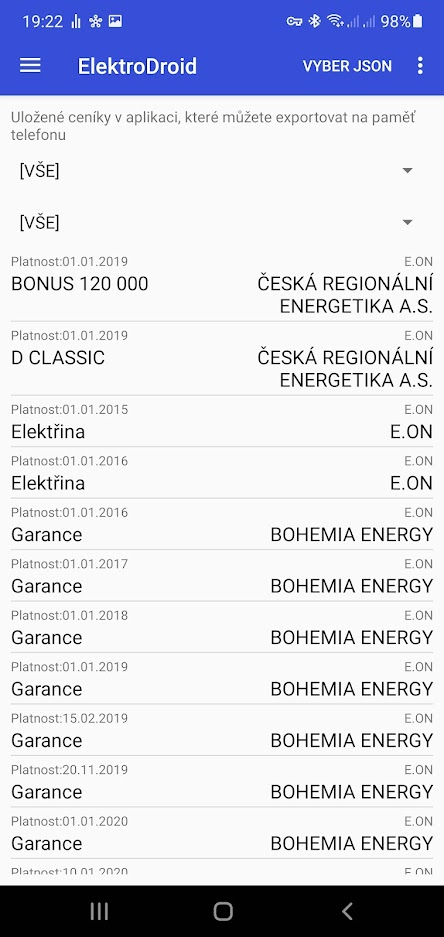 19:22 98%
ElektroDroid VYBER JSON
Uložené ceníky v aplikaci, které můžete exportovat na paměť
telefonu
[VŠE]
[VŠE]
Platnost:01.01.2019 E.ON
BONUS 120 000 ČESKÁ REGIONÁLNÍ
ENERGETIKA A.S.
Platnost:01.01.2019 E.ON
D CLASSIC ČESKÁ REGIONÁLNÍ
ENERGETIKA A.S.
Platnost:01.01.2015 E.ON
Elektřina E.ON
Platnost:01.01.2016 E.ON
Elektřina E.ON
Platnost:01.01.2016 E.ON
Garance BOHEMIA ENERGY
Platnost:01.01.2017 E.ON
Garance BOHEMIA ENERGY
Platnost:01.01.2018 E.ON
Garance BOHEMIA ENERGY
Platnost:01.01.2019 E.ON
Garance BOHEMIA ENERGY
Platnost:15.02.2019 E.ON
Garance BOHEMIA ENERGY
Platnost:20.11.2019 E.ON
Garance BOHEMIA ENERGY
Platnost:01.01.2020 E.ON
Garance BOHEMIA ENERGY
Platnost:10.01.2020 E.ON